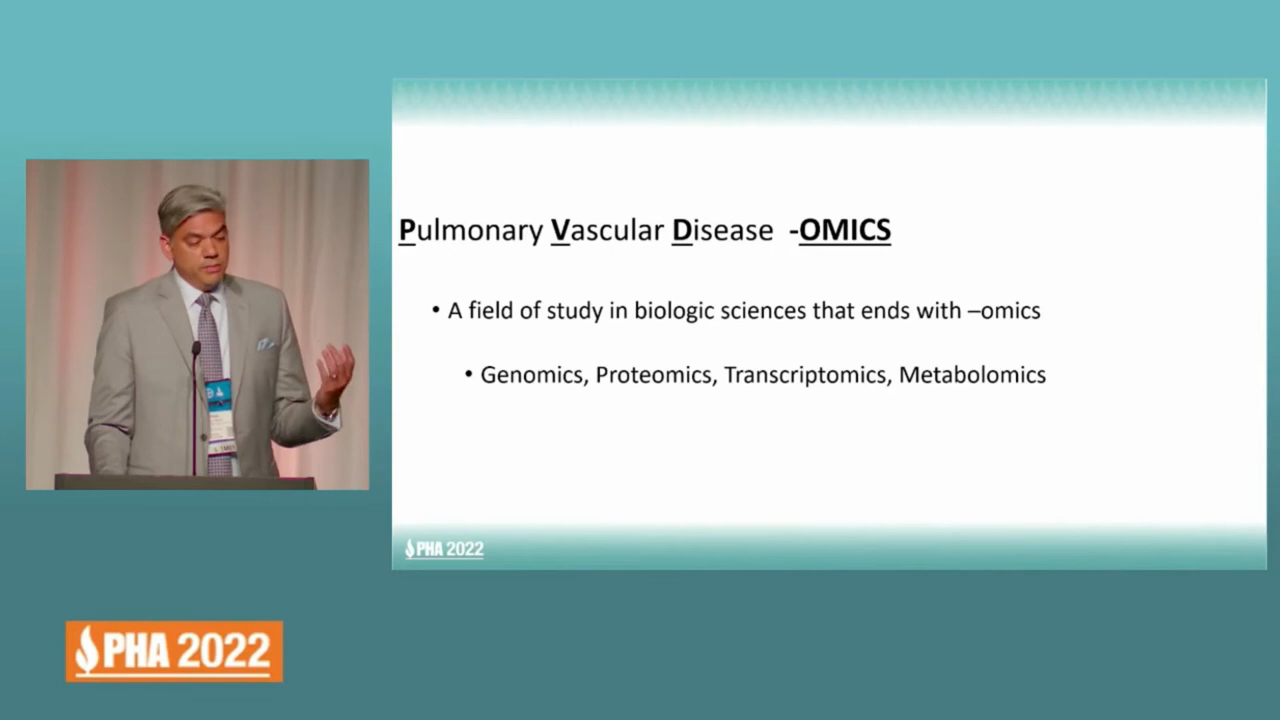 Pulmonary Vascular Disease -OMICS
• A field of study in biologic sciences that ends with –omics
• Genomics, Proteomics, Transcriptomics, Metabolomics
PHA 2022
PHA 2022